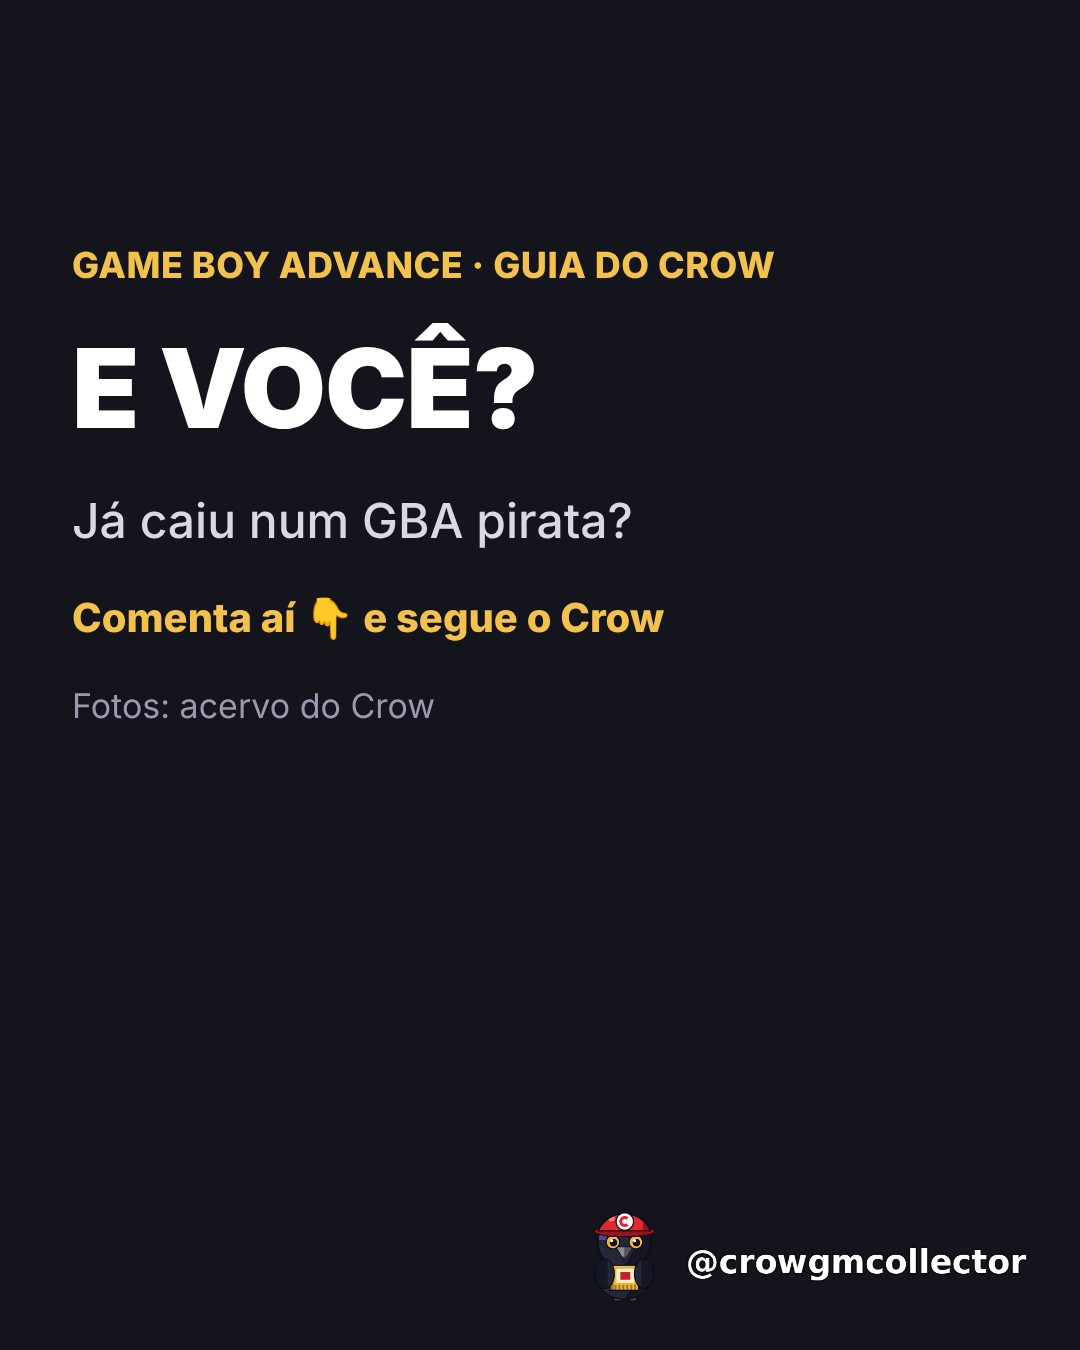 GAME BOY ADVANCE · GUIA DO CROW
E VOCÊ?
Já caiu num GBA pirata?
Comenta aí 👇 e segue o Crow
Fotos: acervo do Crow
C
@crowgmcollector